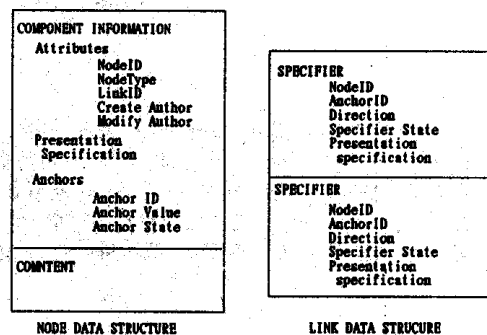 COMPONENT INFORMATION
Attributes
NodeID
NodeType
LinkID
Create Author
Modify Author
Presentation
Specification
Anchors
Anchor ID
Anchor Value
Anchor State
COMNTENT
NODE DATA STRUCTURE
SPECIFIER
NodeID
AnchorID
Direction
Specifier State
Presentation
specification
SPECIFIER
NodeID
AnchorID
Direction
Specifier State
Presentation
specification
LINK DATA STRUCURE